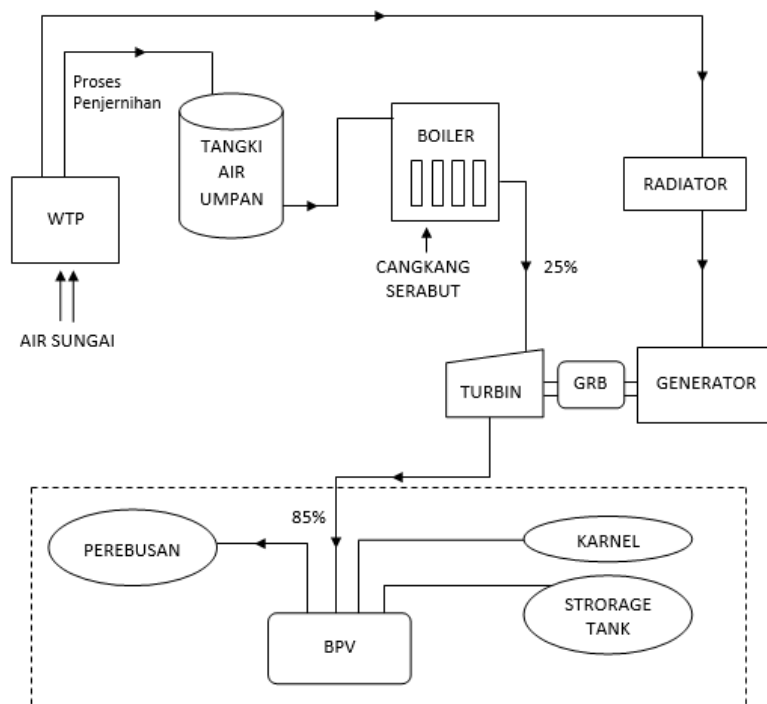 Proses
Penjernihan
TANGKI
AIR
UMPAN
BOILER
RADIATOR
WTP
CANGKANG
SERABUT
25%
AIR SUNGAI
TURBIN
GRB
GENERATOR
85%
PEREBUSAN
KARNEL
STRORAGE
TANK
BPV